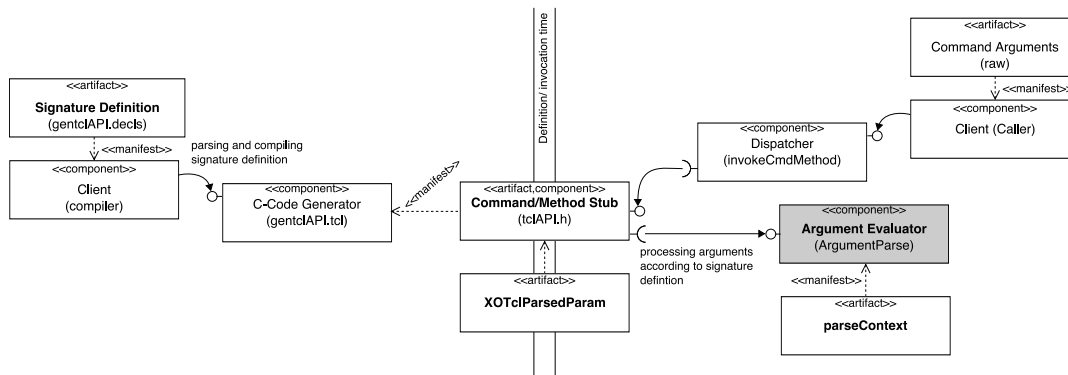 <<artifact>>
Signature Definition
(gentclAPI.decls)
<<manifest>>
<<component>>
Client
(compiler)
parsing and compiling
signature definition
<<component>>
C-Code Generator
(gentclAPI.tcl)
<<manifest>>
Definition/ invocation time
<<artifact,component>>
Command/Method Stub
(tclAPI.h)
<<artifact>>
XOTclParsedParam
<<artifact>>
Command Arguments
(raw)
<<manifest>>
<<component>>
Client (Caller)
<<component>>
Dispatcher
(invokeCmdMethod)
processing arguments
according to signature
defintion
<<component>>
Argument Evaluator
(ArgumentParse)
<<manifest>>
<<artifact>>
parseContext